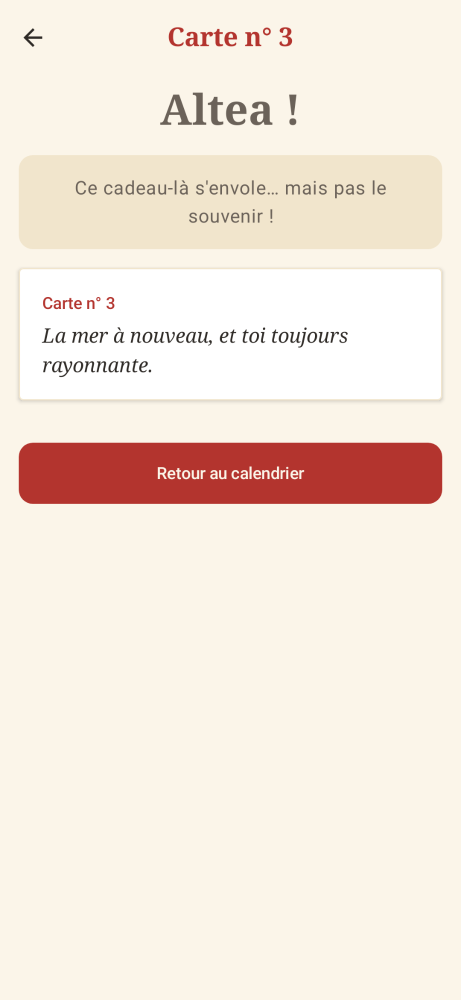 Carte n° 3
Altea !
Ce cadeau-là s'envole… mais pas le
souvenir !
Carte n° 3
La mer à nouveau, et toi toujours
rayonnante.
Retour au calendrier